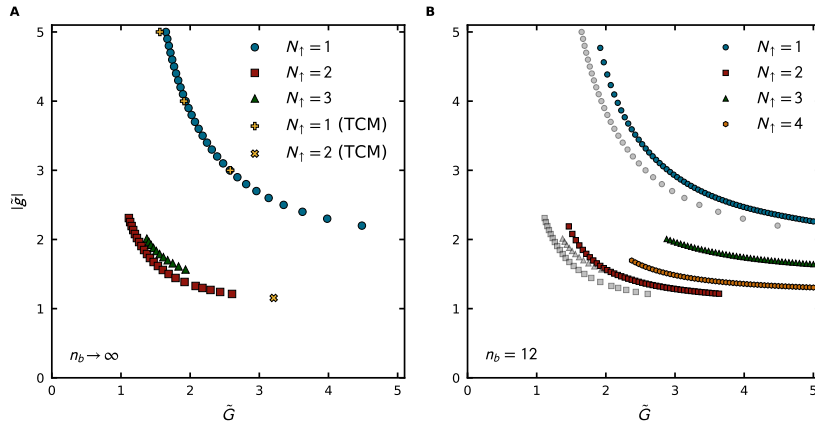 A
5
4
3
2
1
0
|g̃|
N↑ = 1
N↑ = 2
N↑ = 3
N↑ = 1 (TCM)
N↑ = 2 (TCM)
n_b → ∞
0 1 2 3 4 5
G̃
B
5
4
3
2
1
0
N↑ = 1
N↑ = 2
N↑ = 3
N↑ = 4
n_b = 12
0 1 2 3 4 5
G̃